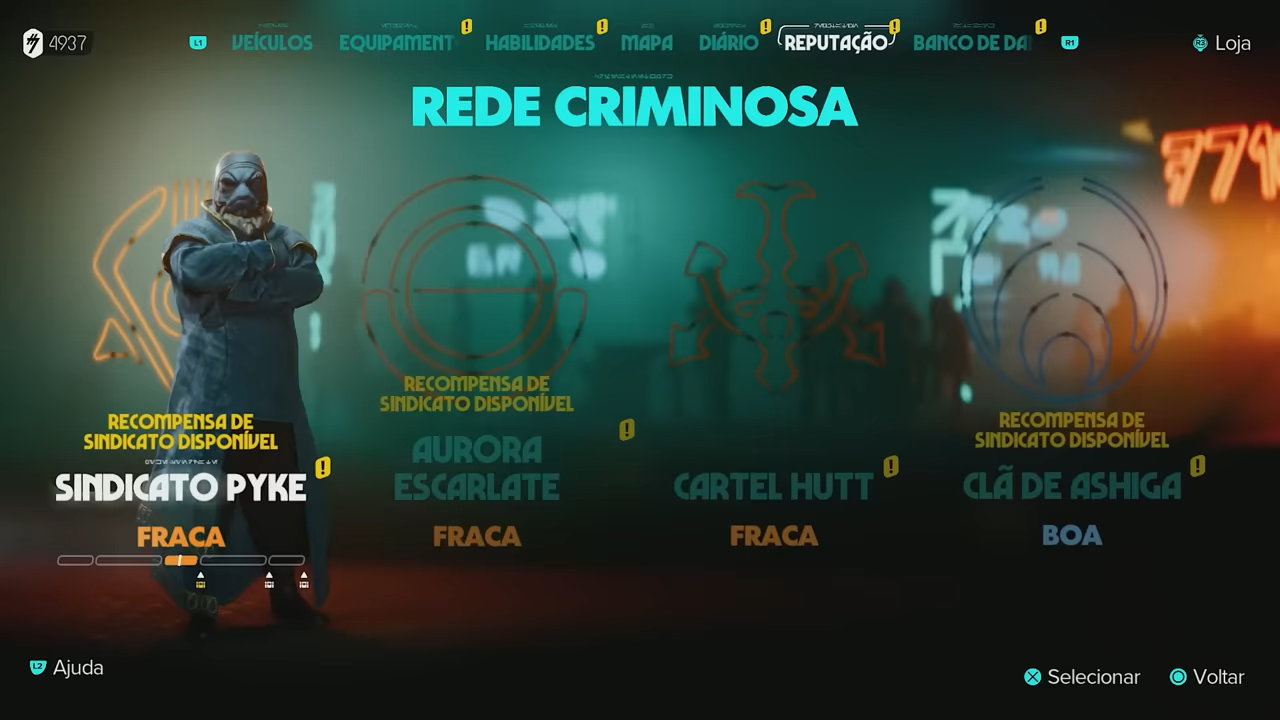 4937
L1
VEÍCULOS
EQUIPAMENT
HABILIDADES
MAPA
DIÁRIO
REPUTAÇÃO
BANCO DE DA
R1
R3
Loja
REDE CRIMINOSA
RECOMPENSA DE
SINDICATO DISPONÍVEL
SINDICATO PYKE
FRACA
RECOMPENSA DE
SINDICATO DISPONÍVEL
AURORA
ESCARLATE
FRACA
CARTEL HUTT
FRACA
RECOMPENSA DE
SINDICATO DISPONÍVEL
CLÃ DE ASHIGA
BOA
L2 Ajuda
Selecionar
Voltar